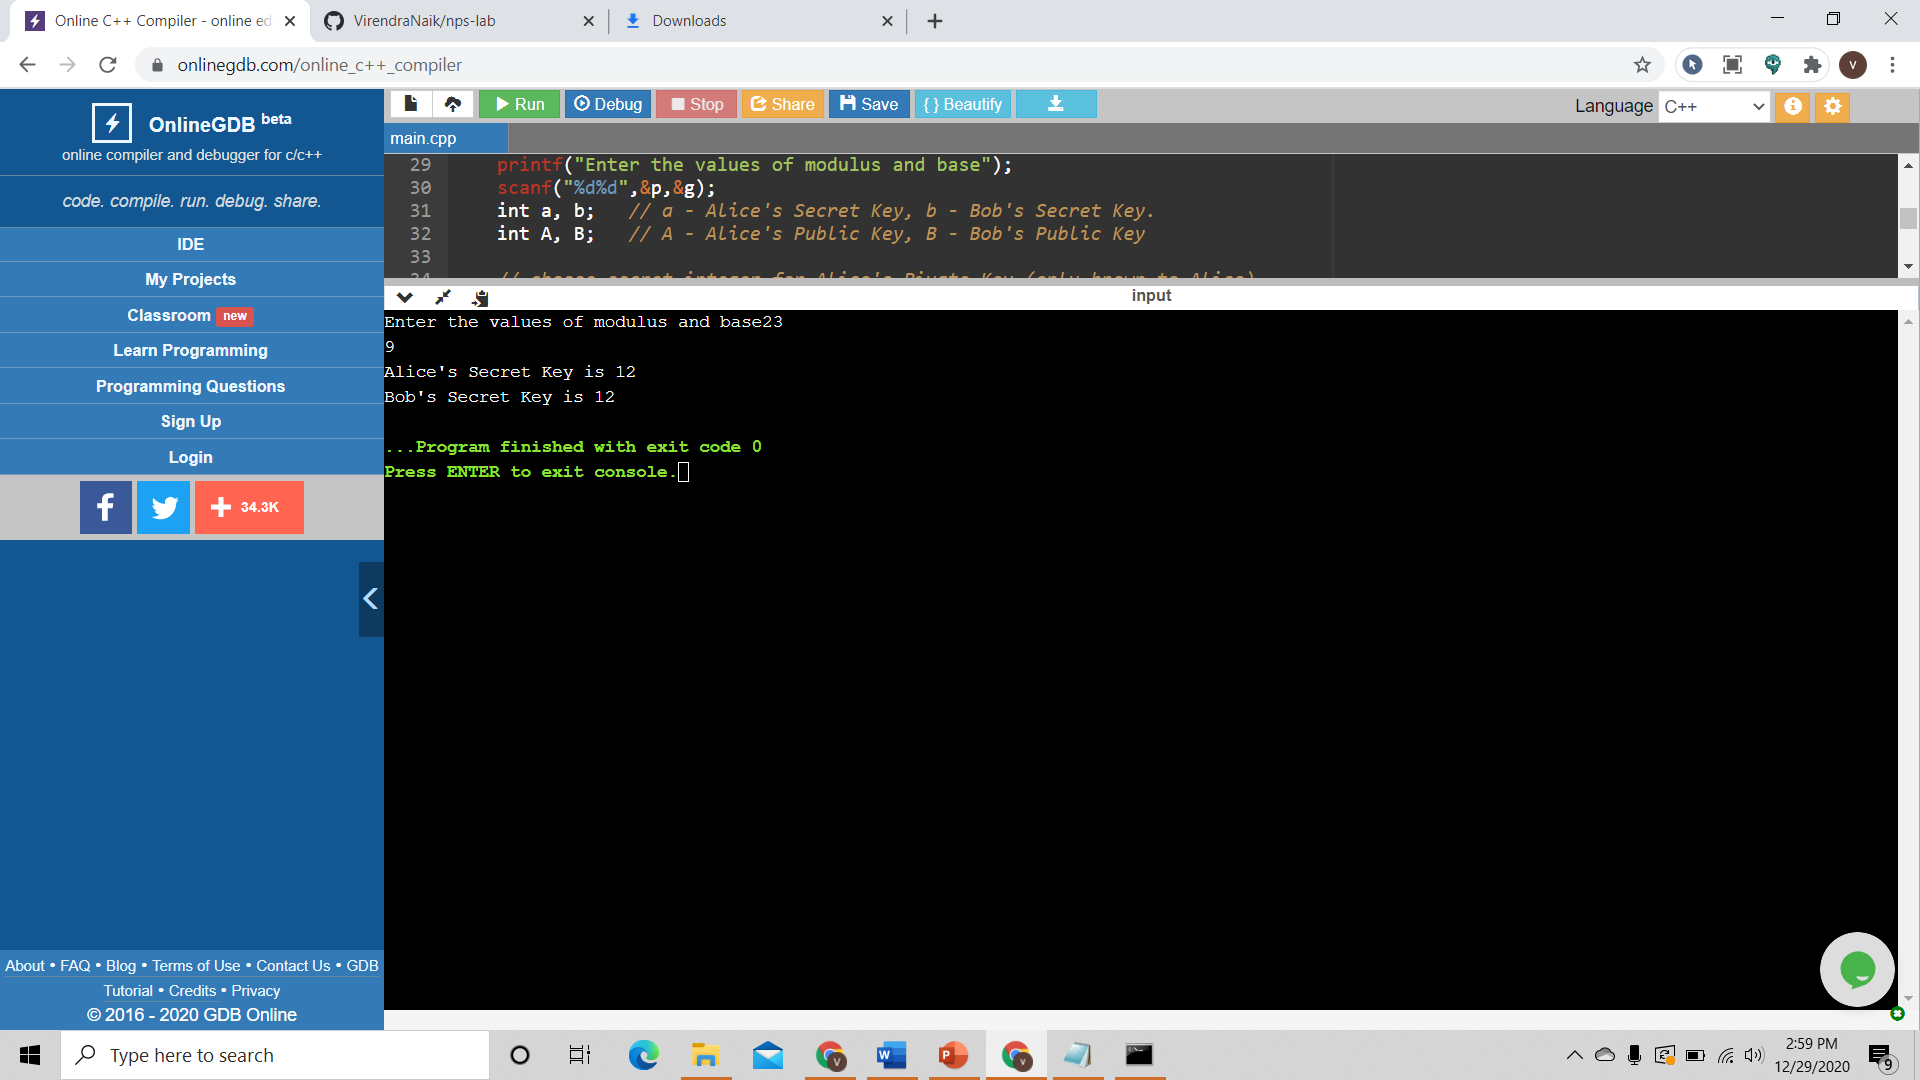 Online C++ Compiler - online ed
VirendraNaik/nps-lab
Downloads
onlinegdb.com/online_c++_compiler
V
OnlineGDB beta
online compiler and debugger for c/c++
code. compile. run. debug. share.
IDE
My Projects
Classroom new
Learn Programming
Programming Questions
Sign Up
Login
34.3K
About • FAQ • Blog • Terms of Use • Contact Us • GDB
Tutorial • Credits • Privacy
© 2016 - 2020 GDB Online
Run Debug Stop Share Save { } Beautify
Language C++
main.cpp
29 printf("Enter the values of modulus and base");
30 scanf("%d%d",&p,&g);
31 int a, b; // a - Alice's Secret Key, b - Bob's Secret Key.
32 int A, B; // A - Alice's Public Key, B - Bob's Public Key
33
input
Enter the values of modulus and base23
9
Alice's Secret Key is 12
Bob's Secret Key is 12
...Program finished with exit code 0
Press ENTER to exit console.
Type here to search
2:59 PM
12/29/2020
9